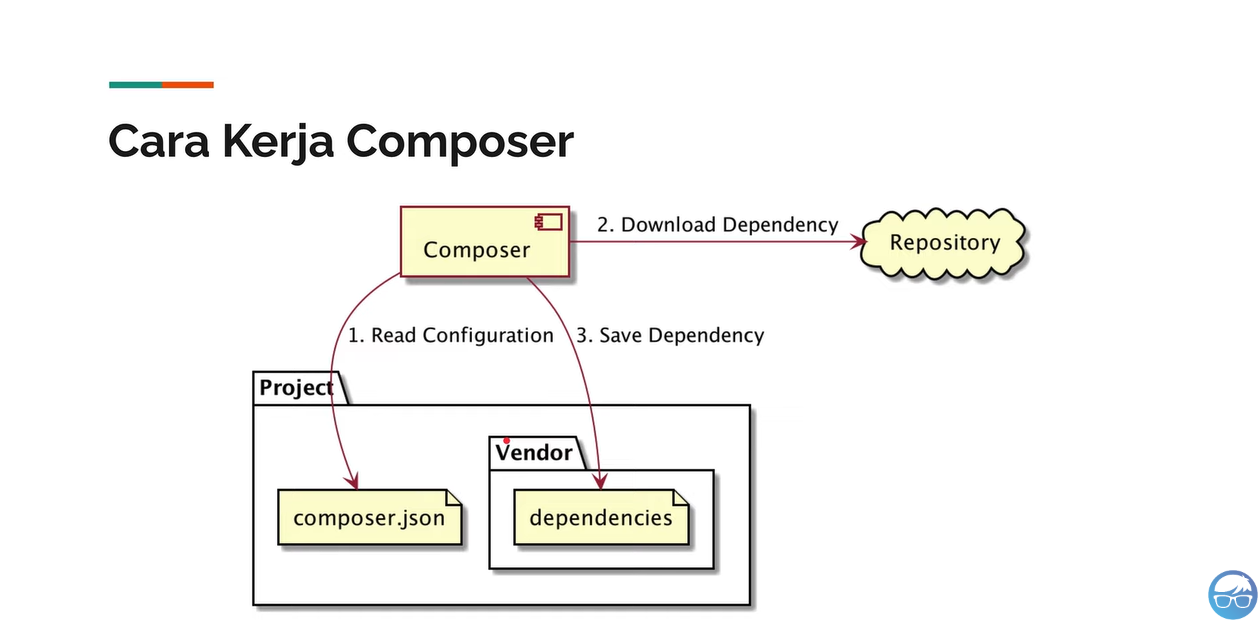 Cara Kerja Composer
Composer
2. Download Dependency
Repository
1. Read Configuration
3. Save Dependency
Project
Vendor
composer.json
dependencies